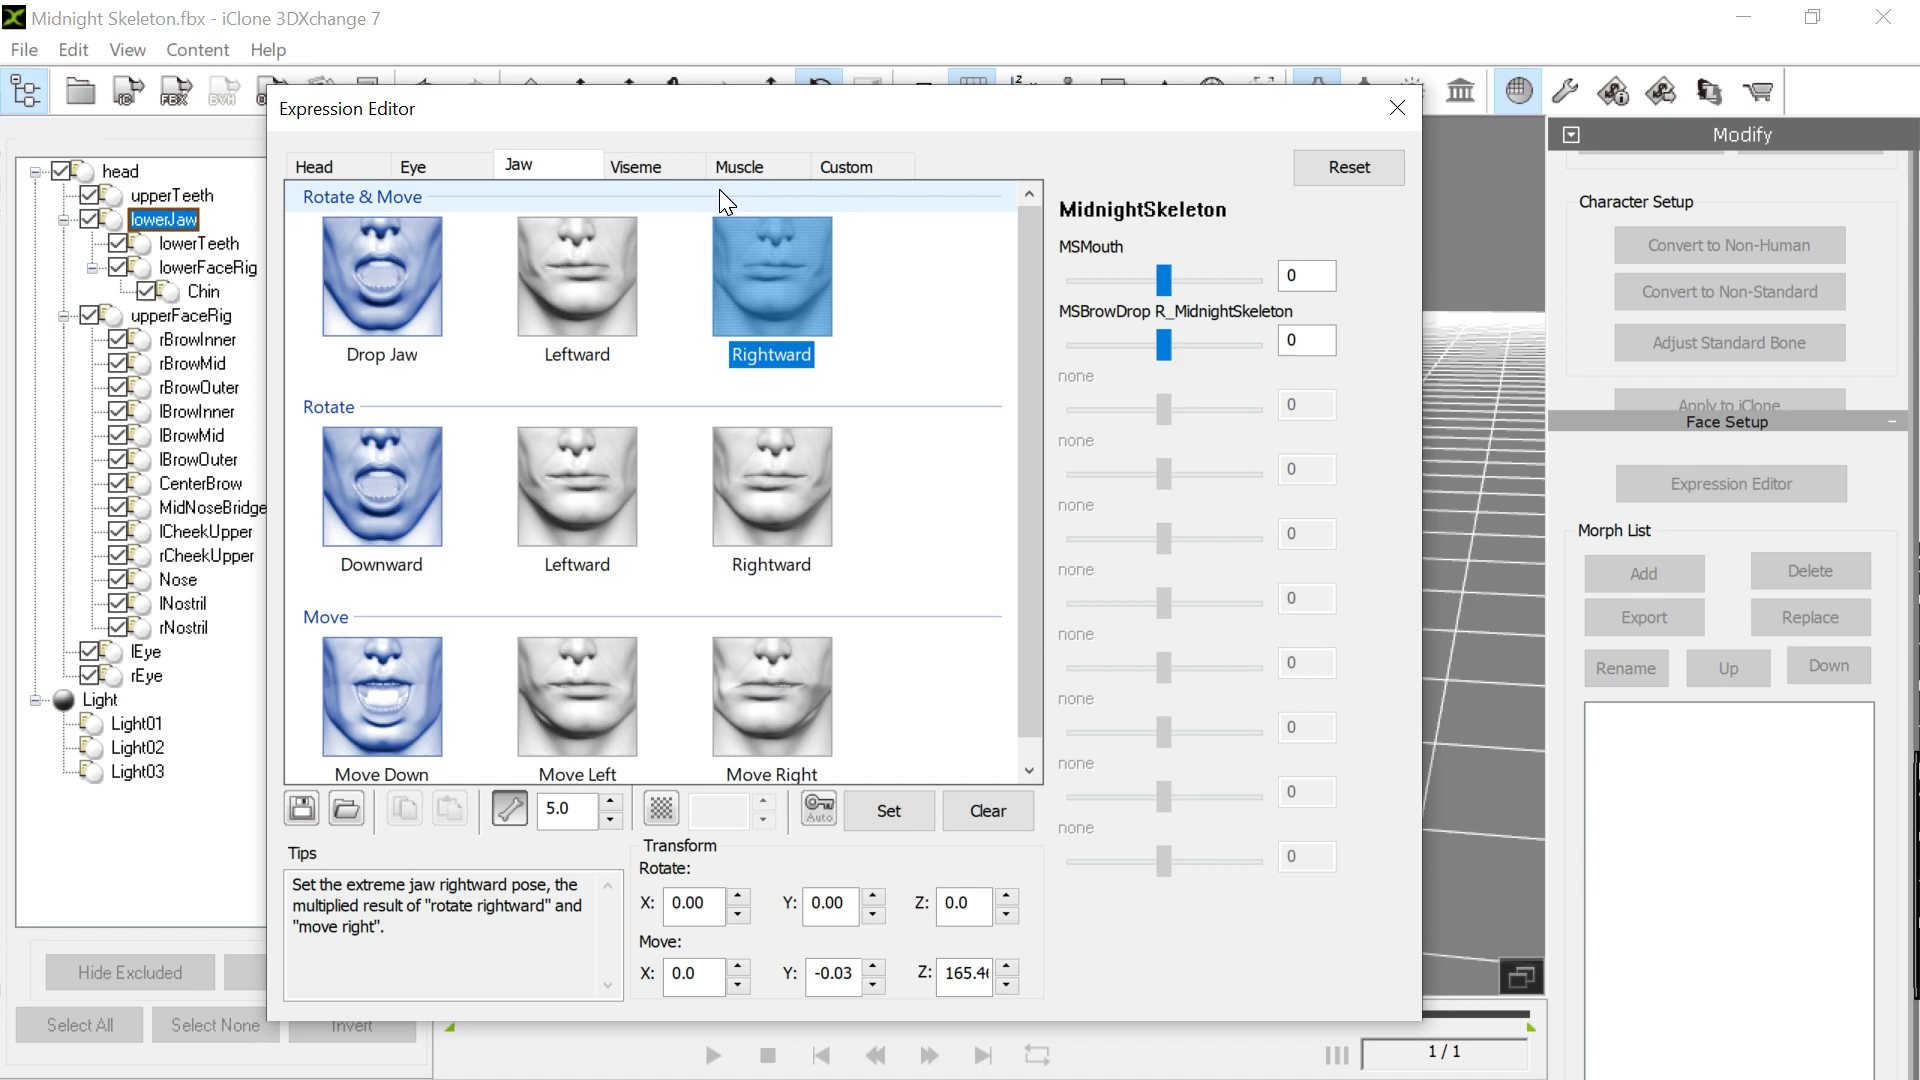 Midnight Skeleton.fbx - iClone 3DXchange 7
File Edit View Content Help
FBX BVH
Expression Editor
Modify
head
upperTeeth
lowerJaw
lowerTeeth
lowerFaceRig
Chin
upperFaceRig
rBrowInner
rBrowMid
rBrowOuter
lBrowInner
lBrowMid
lBrowOuter
CenterBrow
MidNoseBridge
lCheekUpper
rCheekUpper
Nose
lNostril
rNostril
lEye
rEye
Light
Light01
Light02
Light03
Hide Excluded
Select All Select None Invert
Head Eye Jaw Viseme Muscle Custom
Reset
Rotate & Move
Drop Jaw Leftward Rightward
Rotate
Downward Leftward Rightward
Move
Move Down Move Left Move Right
5.0
Auto
Set
Clear
Tips
Set the extreme jaw rightward pose, the
multiplied result of "rotate rightward" and
"move right".
Transform
Rotate:
X: 0.00 Y: 0.00 Z: 0.0
Move:
X: 0.0 Y: -0.03 Z: 165.4
MidnightSkeleton
MSMouth
0
MSBrowDrop R_MidnightSkeleton
0
none
0
none
0
none
0
none
0
none
0
none
0
none
0
none
0
Character Setup
Convert to Non-Human
Convert to Non-Standard
Adjust Standard Bone
Apply to iClone
Face Setup
Expression Editor
Morph List
Add Delete
Export Replace
Rename Up Down
1 / 1